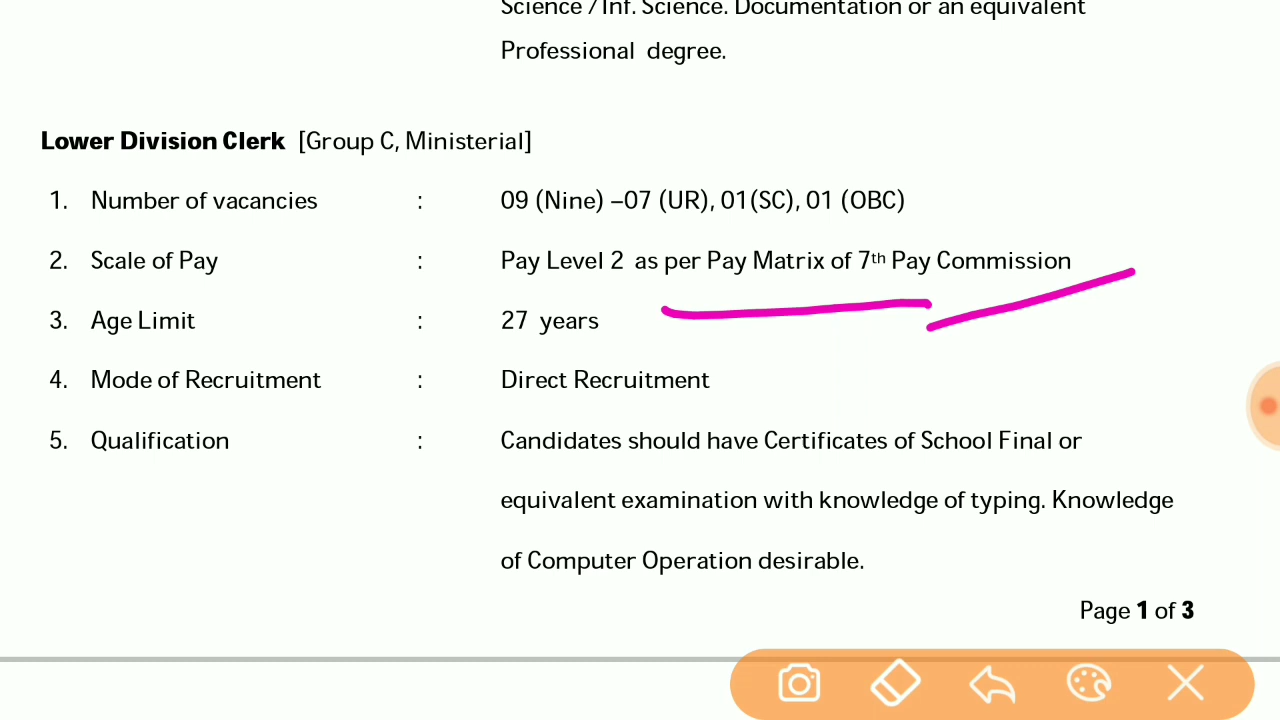 Science / Inf. Science. Documentation or an equivalent
Professional degree.
Lower Division Clerk [Group C, Ministerial]
1. Number of vacancies : 09 (Nine) –07 (UR), 01(SC), 01 (OBC)
2. Scale of Pay : Pay Level 2 as per Pay Matrix of 7th Pay Commission
3. Age Limit : 27 years
4. Mode of Recruitment : Direct Recruitment
5. Qualification : Candidates should have Certificates of School Final or
equivalent examination with knowledge of typing. Knowledge
of Computer Operation desirable.
Page 1 of 3